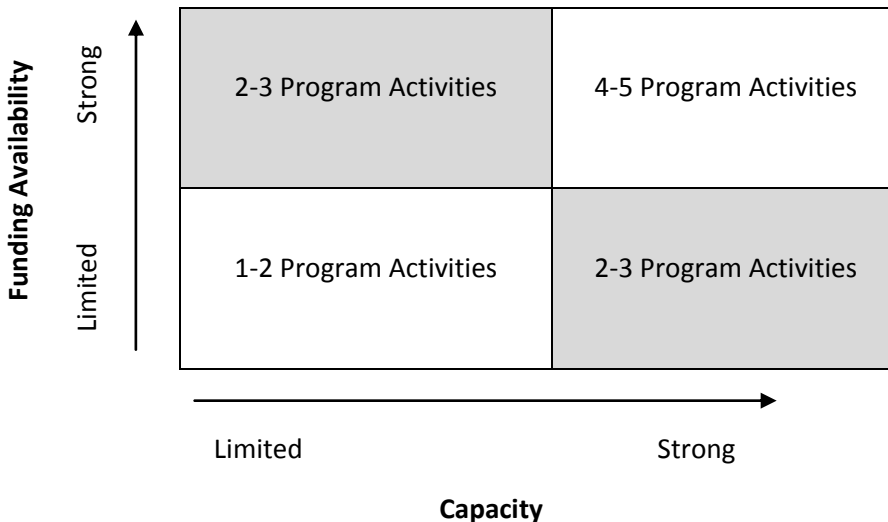 Funding Availability
Strong
Limited
2-3 Program Activities
4-5 Program Activities
1-2 Program Activities
2-3 Program Activities
Limited
Strong
Capacity